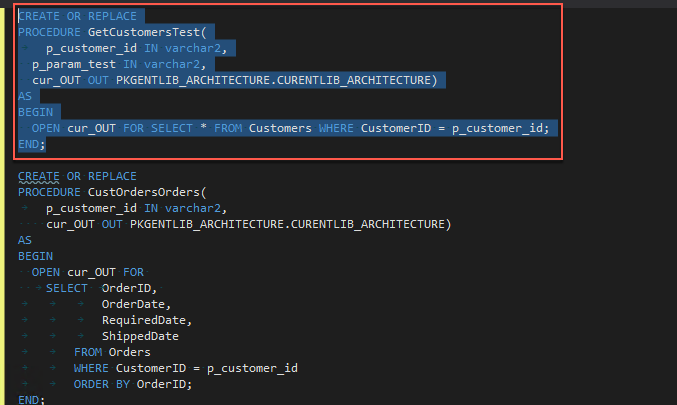 CREATE OR REPLACE
PROCEDURE GetCustomersTest(
p_customer_id IN varchar2,
p_param_test IN varchar2,
cur_OUT OUT PKGENTLIB_ARCHITECTURE.CURENTLIB_ARCHITECTURE)
AS
BEGIN
OPEN cur_OUT FOR SELECT * FROM Customers WHERE CustomerID = p_customer_id;
END;
CREATE OR REPLACE
PROCEDURE CustOrdersOrders(
p_customer_id IN varchar2,
cur_OUT OUT PKGENTLIB_ARCHITECTURE.CURENTLIB_ARCHITECTURE)
AS
BEGIN
OPEN cur_OUT FOR
SELECT OrderID,
OrderDate,
RequiredDate,
ShippedDate
FROM Orders
WHERE CustomerID = p_customer_id
ORDER BY OrderID;
END;